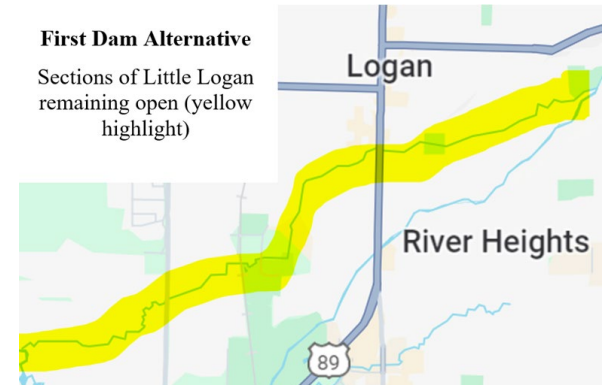 First Dam Alternative
Sections of Little Logan
remaining open (yellow
highlight)
Logan
River Heights
89